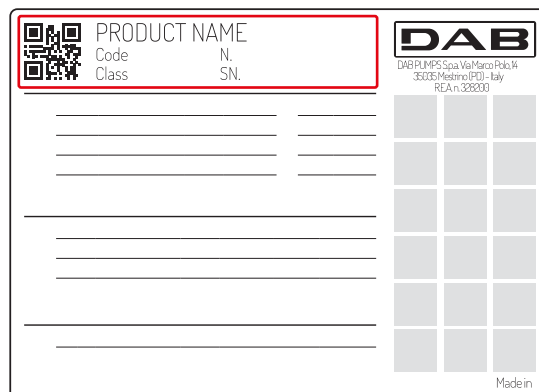 PRODUCT NAME
Code N.
Class SN.
DAB
DAB PUMPS S.p.a. Via Marco Polo, 14
35035 Mestrino (PD) - Italy
R.E.A. n. 328200
Made in